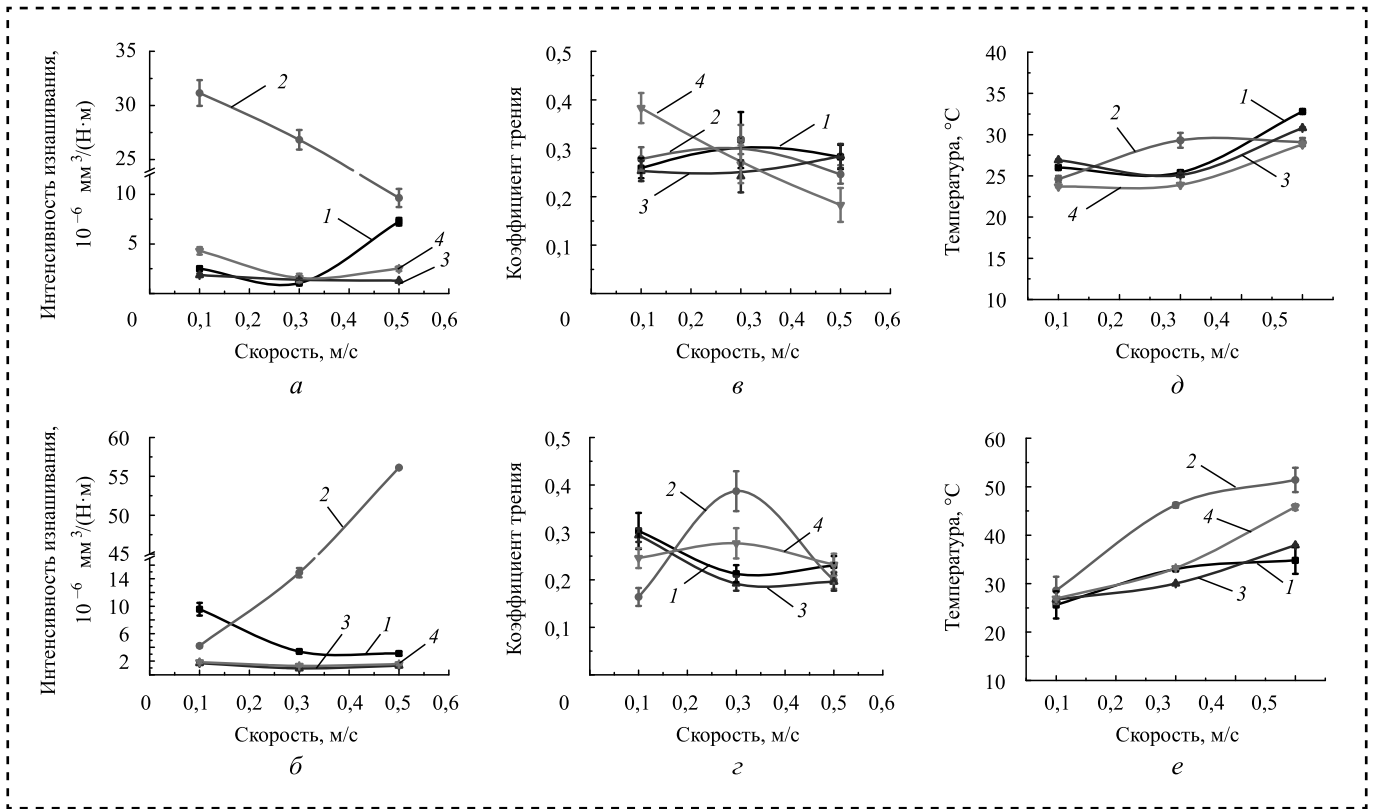 Интенсивность изнашивания,
10⁻⁶ мм³/(Н·м)
35
30
25
10
5
0
0,1 0,2 0,3 0,4 0,5 0,6
Скорость, м/с
2
1
4
3
а
Коэффициент трения
0,5
0,4
0,3
0,2
0,1
0
0,1 0,2 0,3 0,4 0,5 0,6
Скорость, м/с
4
2
1
3
в
Температура, °С
40
35
30
25
20
15
10
0,1 0,2 0,3 0,4 0,5
Скорость, м/с
2
1
3
4
д
Интенсивность изнашивания,
10⁻⁶ мм³/(Н·м)
60
55
50
45
14
10
6
2
0
0,1 0,2 0,3 0,4 0,5 0,6
Скорость, м/с
2
3
1
4
б
Коэффициент трения
0,5
0,4
0,3
0,2
0,1
0
0,1 0,2 0,3 0,4 0,5 0,6
Скорость, м/с
2
4
1
3
г
Температура, °С
60
50
40
30
20
10
0,1 0,2 0,3 0,4 0,5
Скорость, м/с
2
4
3
1
е